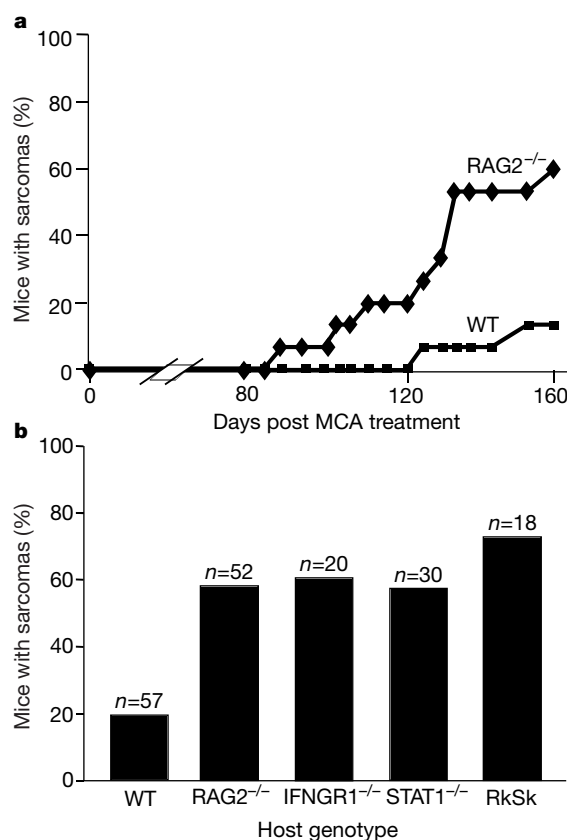 a
Mice with sarcomas (%)
100
80
60
40
20
0
RAG2–/–
WT
0
80
120
160
Days post MCA treatment
b
Mice with sarcomas (%)
100
80
60
40
20
0
n=57
n=52
n=20
n=30
n=18
WT
RAG2–/–
IFNGR1–/–
STAT1–/–
RkSk
Host genotype